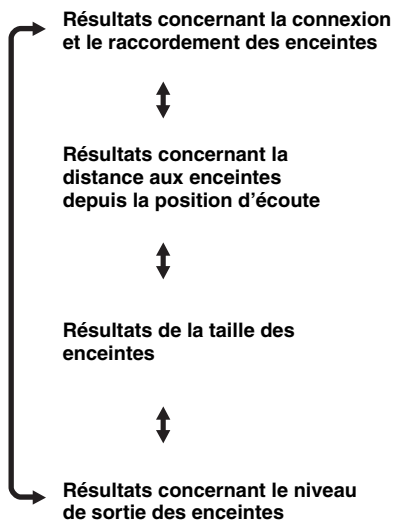 Résultats concernant la connexion
et le raccordement des enceintes
Résultats concernant la
distance aux enceintes
depuis la position d'écoute
Résultats de la taille des
enceintes
Résultats concernant le niveau
de sortie des enceintes